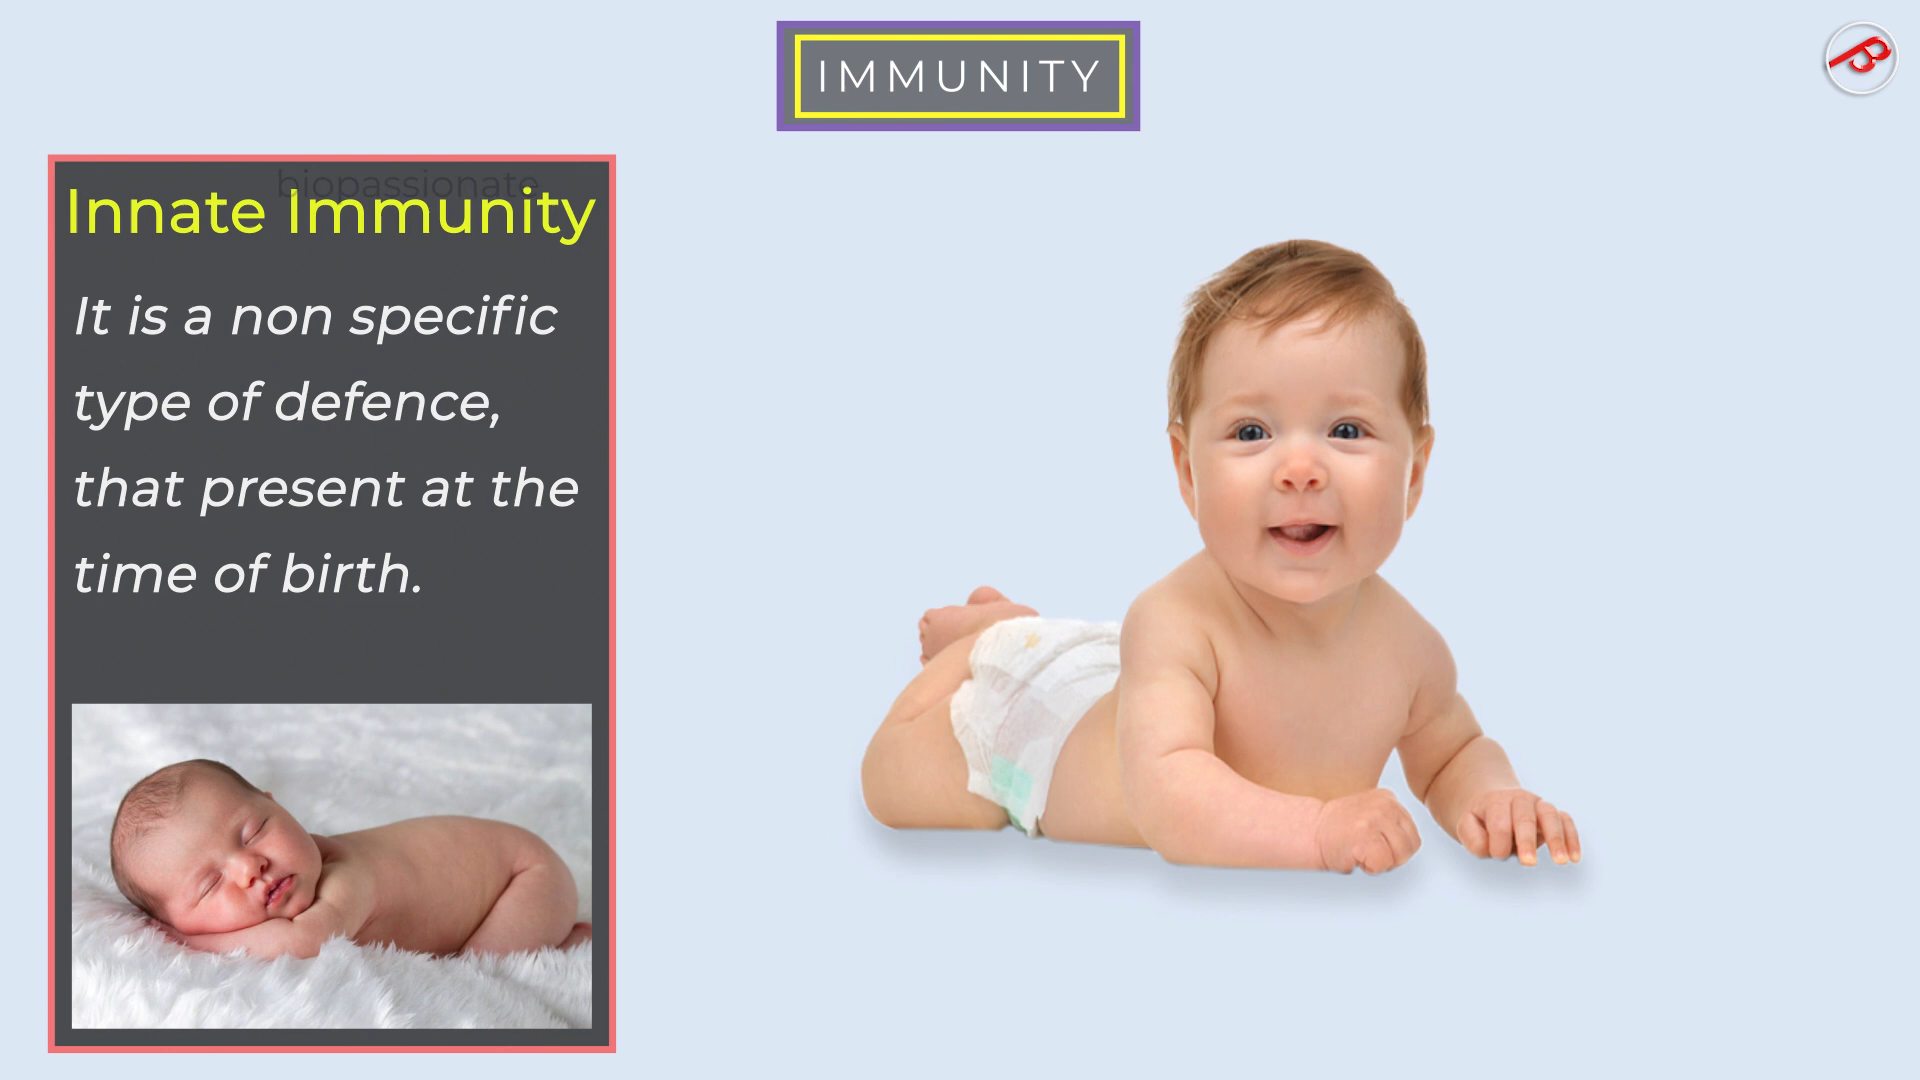 IMMUNITY
biopassionate
Innate Immunity
It is a non specific
type of defence,
that present at the
time of birth.